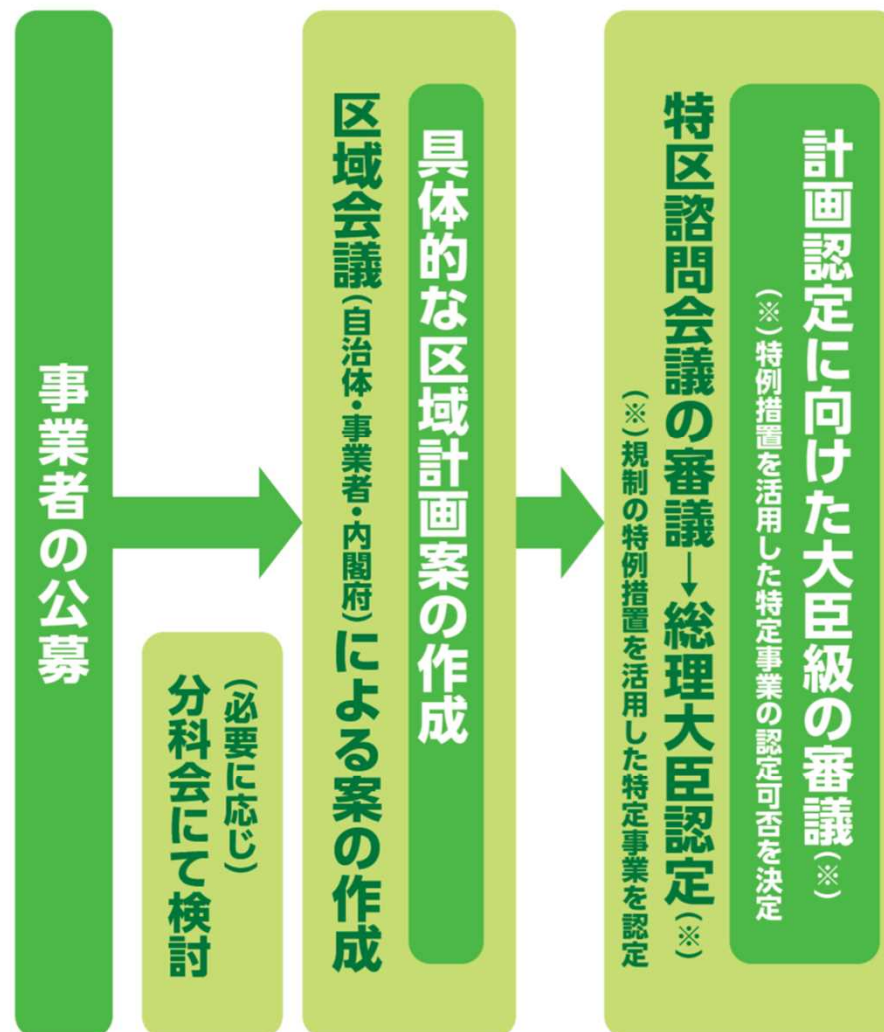 事業者の公募
(必要に応じ)
分科会にて検討
具体的な区域計画案の作成
区域会議(自治体・事業者・内閣府)による案の作成
計画認定に向けた大臣級の審議(※)
(※)特例措置を活用した特定事業の認定可否を決定
特区諮問会議の審議→総理大臣認定(※)
(※)規制の特例措置を活用した特定事業を認定